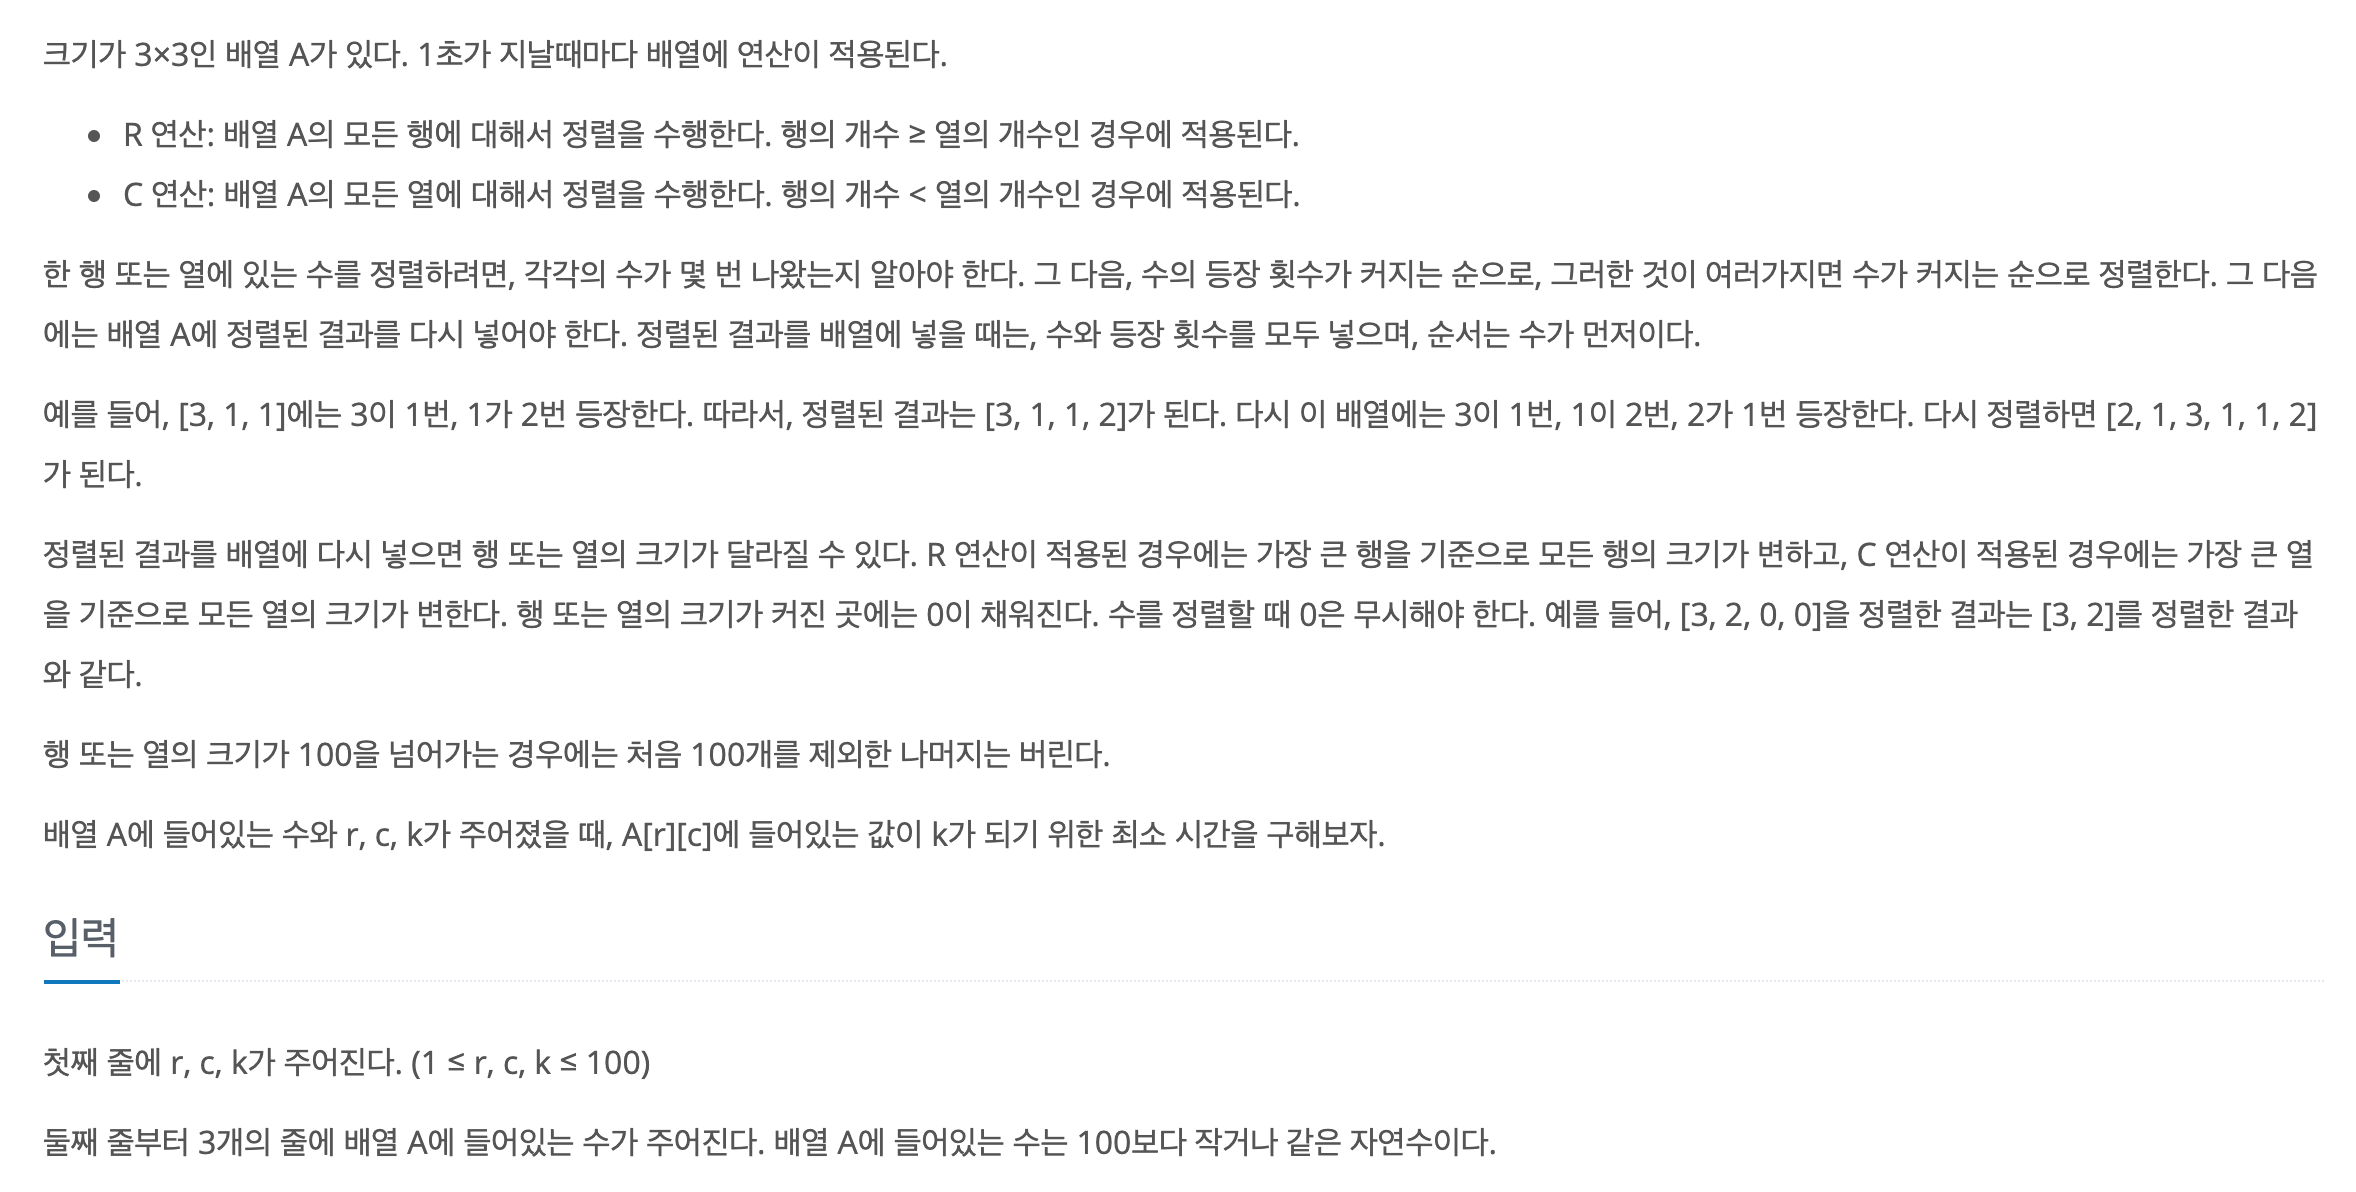 크기가 3×3인 배열 A가 있다. 1초가 지날때마다 배열에 연산이 적용된다.
R 연산: 배열 A의 모든 행에 대해서 정렬을 수행한다. 행의 개수 ≥ 열의 개수인 경우에 적용된다.
C 연산: 배열 A의 모든 열에 대해서 정렬을 수행한다. 행의 개수 < 열의 개수인 경우에 적용된다.
한 행 또는 열에 있는 수를 정렬하려면, 각각의 수가 몇 번 나왔는지 알아야 한다. 그 다음, 수의 등장 횟수가 커지는 순으로, 그러한 것이 여러가지면 수가 커지는 순으로 정렬한다. 그 다음
에는 배열 A에 정렬된 결과를 다시 넣어야 한다. 정렬된 결과를 배열에 넣을 때는, 수와 등장 횟수를 모두 넣으며, 순서는 수가 먼저이다.
예를 들어, [3, 1, 1]에는 3이 1번, 1가 2번 등장한다. 따라서, 정렬된 결과는 [3, 1, 1, 2]가 된다. 다시 이 배열에는 3이 1번, 1이 2번, 2가 1번 등장한다. 다시 정렬하면 [2, 1, 3, 1, 1, 2]
가 된다.
정렬된 결과를 배열에 다시 넣으면 행 또는 열의 크기가 달라질 수 있다. R 연산이 적용된 경우에는 가장 큰 행을 기준으로 모든 행의 크기가 변하고, C 연산이 적용된 경우에는 가장 큰 열
을 기준으로 모든 열의 크기가 변한다. 행 또는 열의 크기가 커진 곳에는 0이 채워진다. 수를 정렬할 때 0은 무시해야 한다. 예를 들어, [3, 2, 0, 0]을 정렬한 결과는 [3, 2]를 정렬한 결과
와 같다.
행 또는 열의 크기가 100을 넘어가는 경우에는 처음 100개를 제외한 나머지는 버린다.
배열 A에 들어있는 수와 r, c, k가 주어졌을 때, A[r][c]에 들어있는 값이 k가 되기 위한 최소 시간을 구해보자.
입력
첫째 줄에 r, c, k가 주어진다. (1 ≤ r, c, k ≤ 100)
둘째 줄부터 3개의 줄에 배열 A에 들어있는 수가 주어진다. 배열 A에 들어있는 수는 100보다 작거나 같은 자연수이다.